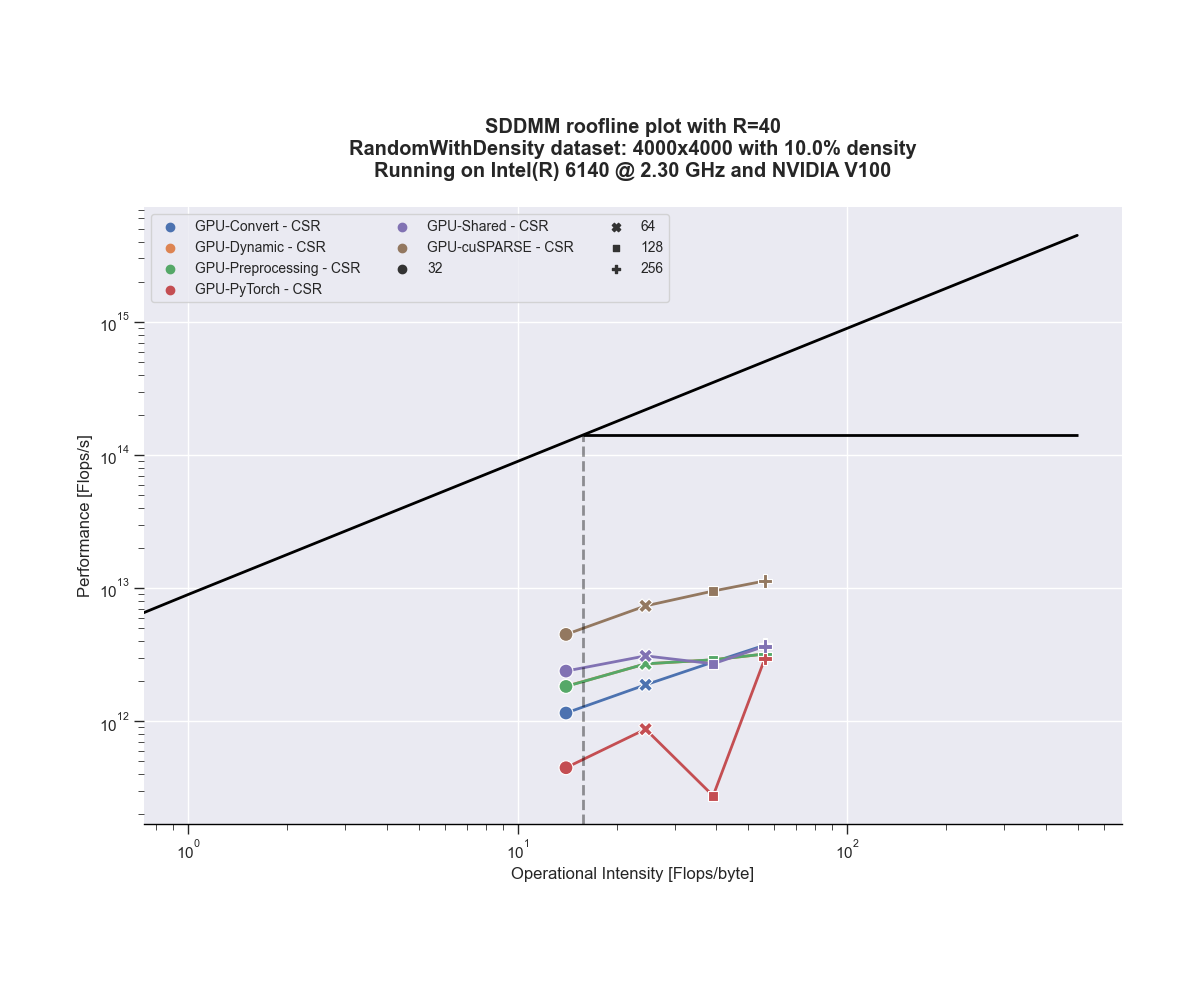 SDDMM roofline plot with R=40
RandomWithDensity dataset: 4000x4000 with 10.0% density
Running on Intel(R) 6140 @ 2.30 GHz and NVIDIA V100
GPU-Convert - CSR
GPU-Dynamic - CSR
GPU-Preprocessing - CSR
GPU-PyTorch - CSR
GPU-Shared - CSR
GPU-cuSPARSE - CSR
32
64
128
256
Performance [Flops/s]
10^15
10^14
10^13
10^12
10^0
10^1
10^2
Operational Intensity [Flops/byte]